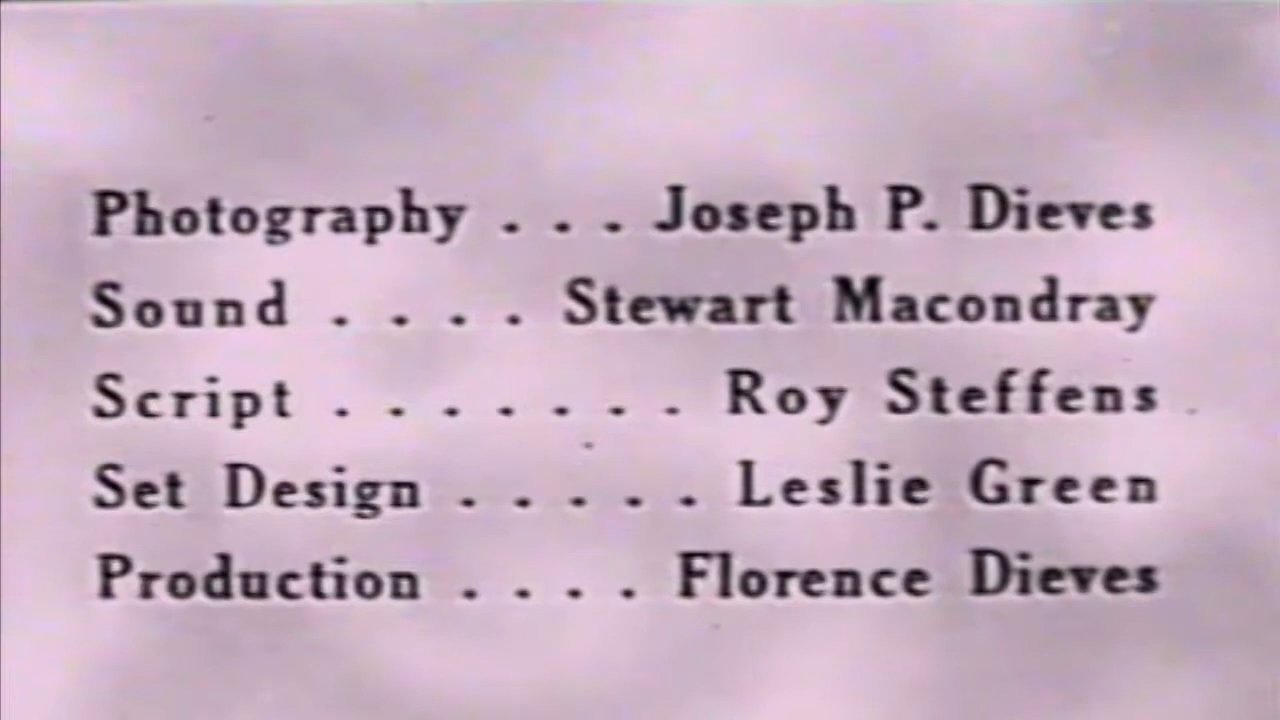 Photography . . . Joseph P. Dieves
Sound . . . . Stewart Macondray
Script . . . . . . . Roy Steffens
Set Design . . . . . Leslie Green
Production . . . . Florence Dieves